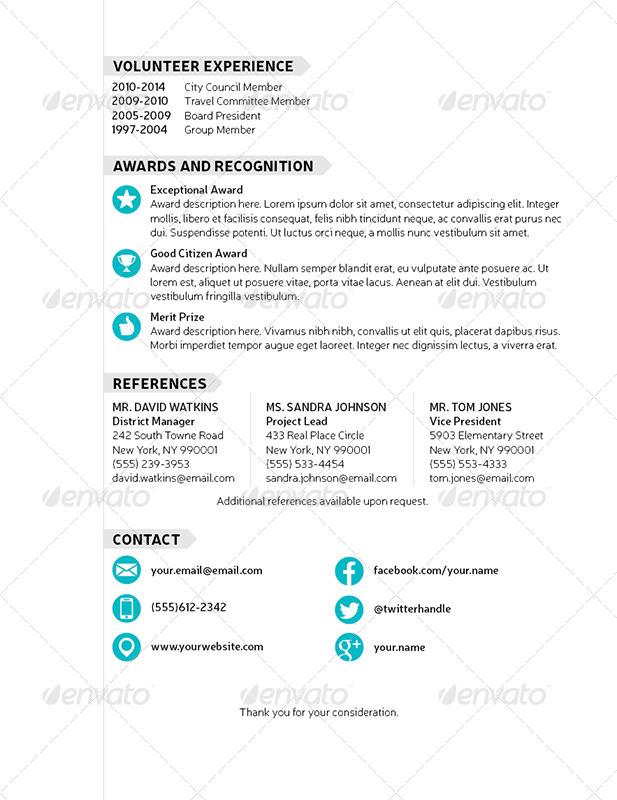 VOLUNTEER EXPERIENCE
2010-2014 City Council Member
2009-2010 Travel Committee Member
2005-2009 Board President
1997-2004 Group Member
AWARDS AND RECOGNITION
Exceptional Award
Award description here. Lorem ipsum dolor sit amet, consectetur adipiscing elit. Integer
mollis, libero et facilisis consequat, felis nibh tincidunt neque, ac convallis erat purus nec
dui. Suspendisse potenti. Ut luctus orci neque, a mollis nunc vestibulum sit amet.
Good Citizen Award
Award description here. Nullam semper blandit erat, eu vulputate ante posuere ac. Ut
lorem est, aliquet ut posuere vitae, porta vitae lacus. Aenean at elit dui. Vestibulum
vestibulum fringilla vestibulum.
Merit Prize
Award description here. Vivamus nibh nibh, convallis ut elit quis, placerat dapibus risus.
Morbi imperdiet tempor augue eget laoreet. Integer nec dignissim lectus, a viverra erat.
REFERENCES
MR. DAVID WATKINS
District Manager
242 South Towne Road
New York, NY 990001
(555) 239-3953
david.watkins@email.com
MS. SANDRA JOHNSON
Project Lead
433 Real Place Circle
New York, NY 990001
(555) 533-4454
sandra.johnson@email.com
MR. TOM JONES
Vice President
5903 Elementary Street
New York, NY 990001
(555) 553-4333
tom.jones@email.com
Additional references available upon request.
CONTACT
your.email@email.com
(555)612-2342
www.yourwebsite.com
facebook.com/your.name
@twitterhandle
g+ your.name
Thank you for your consideration.
envato envato envato
envato envato envato
envato envato envato
envato envato envato